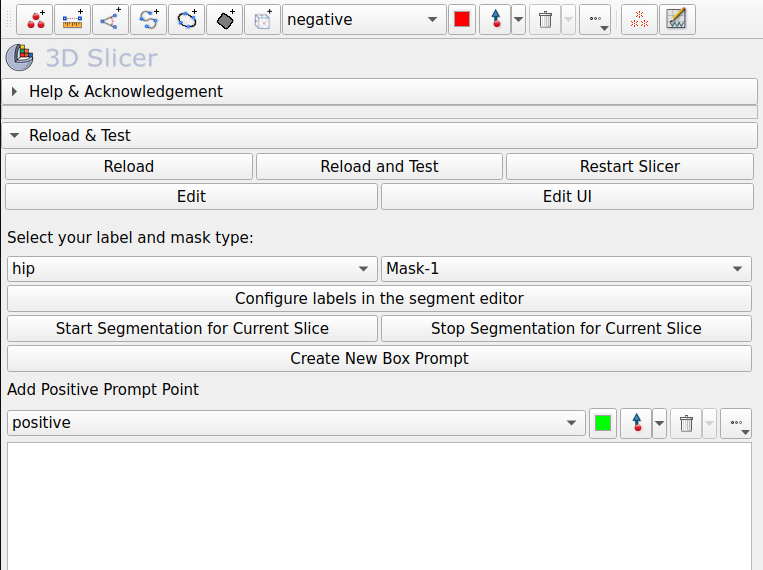 negative
3D Slicer
Help & Acknowledgement
Reload & Test
Reload Reload and Test Restart Slicer
Edit Edit UI
Select your label and mask type:
hip Mask-1
Configure labels in the segment editor
Start Segmentation for Current Slice Stop Segmentation for Current Slice
Create New Box Prompt
Add Positive Prompt Point
positive